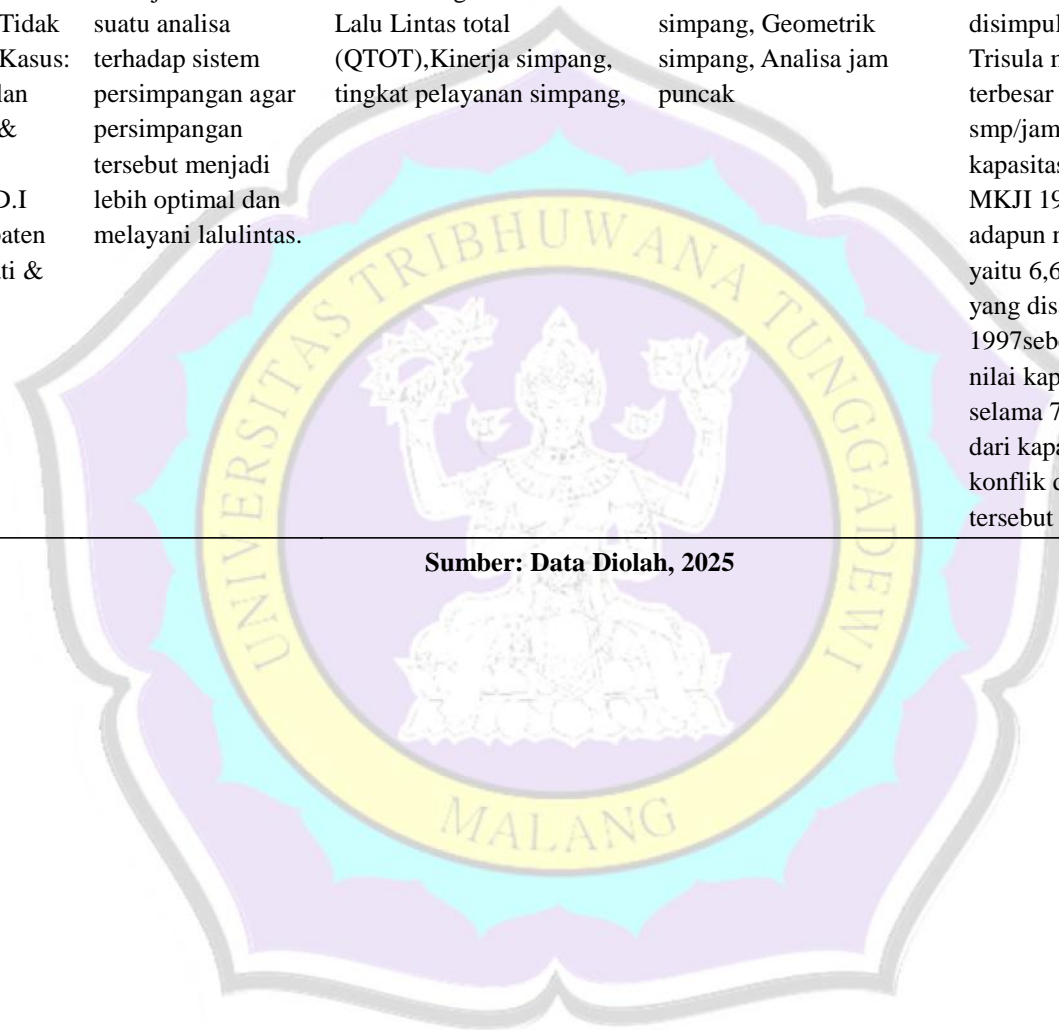 Tidak
Kasus:
lan
&
D.I
paten
ti &
suatu analisa
terhadap sistem
persimpangan agar
persimpangan
tersebut menjadi
lebih optimal dan
melayani lalulintas.
Lalu Lintas total
(QTOT),Kinerja simpang,
tingkat pelayanan simpang,
simpang, Geometrik
simpang, Analisa jam
puncak
disimpul
Trisula
terbesar
smp/jam
kapasitas
MKJI 19
adapun
yaitu 6,6
yang dis
1997seb
nilai kap
selama 7
dari kapa
konflik
tersebut
Sumber: Data Diolah, 2025
UNIVERSITAS TRIBHUWANA TUNGGADEWI
MALANG